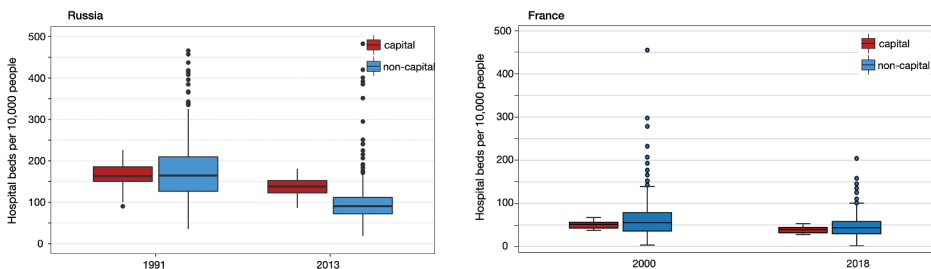 Russia
Hospital beds per 10,000 people
500
400
300
200
100
0
capital
non-capital
1991
2013
France
Hospital beds per 10,000 people
500
400
300
200
100
0
capital
non-capital
2000
2018